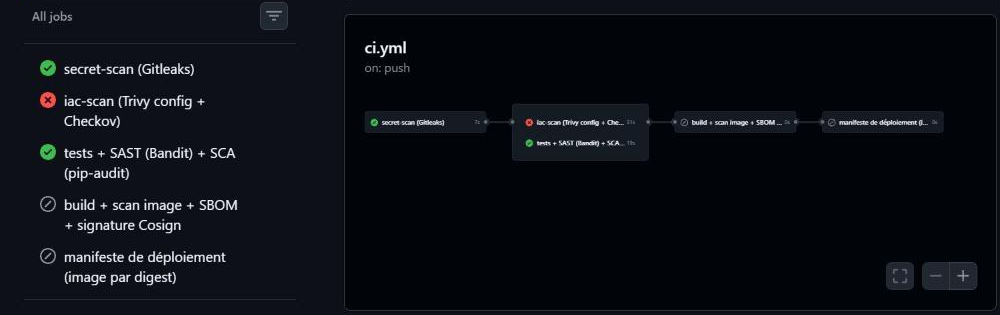 All jobs
secret-scan (Gitleaks)
iac-scan (Trivy config +
Checkov)
tests + SAST (Bandit) + SCA
(pip-audit)
build + scan image + SBOM
+ signature Cosign
manifeste de déploiement
(image par digest)
ci.yml
on: push
secret-scan (Gitleaks) 7s
iac-scan (Trivy config + Che... 21s
tests + SAST (Bandit) + SCA... 19s
build + scan image + SBOM ... 0s
manifeste de déploiement (i... 0s